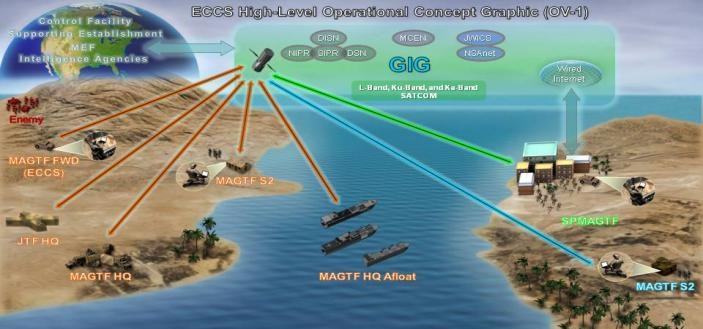 ECCS High-Level Operational Concept Graphic (OV-1)
Control Facility
Supporting Establishment
MEF
Intelligence Agencies
DISN
NIPR
SIPR
DSN
MCEN
JWICS
NSAnet
GIG
L-Band, Ku-Band, and Ka-Band
SATCOM
Wired
Internet
Enemy
MAGTF FWD
(ECCS)
MAGTF S2
JTF HQ
MAGTF HQ
MAGTF HQ Afloat
SPMAGTF
MAGTF S2